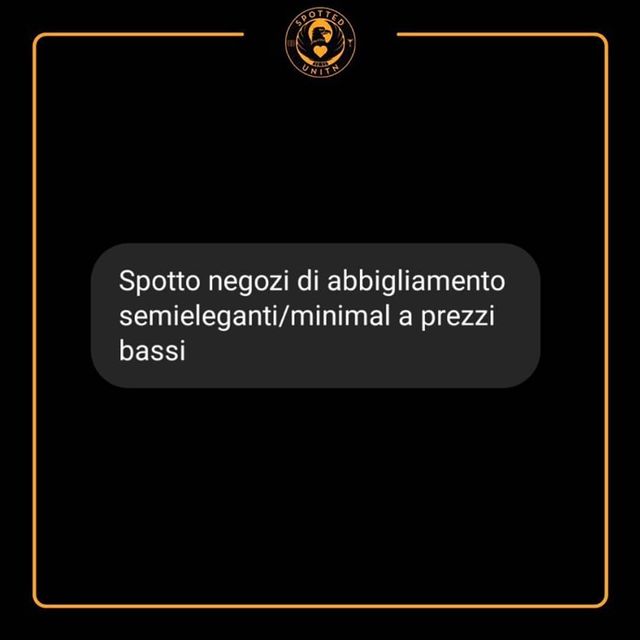 SPOTTED
UNITN
Spotto negozi di abbigliamento
semieleganti/minimal a prezzi
bassi